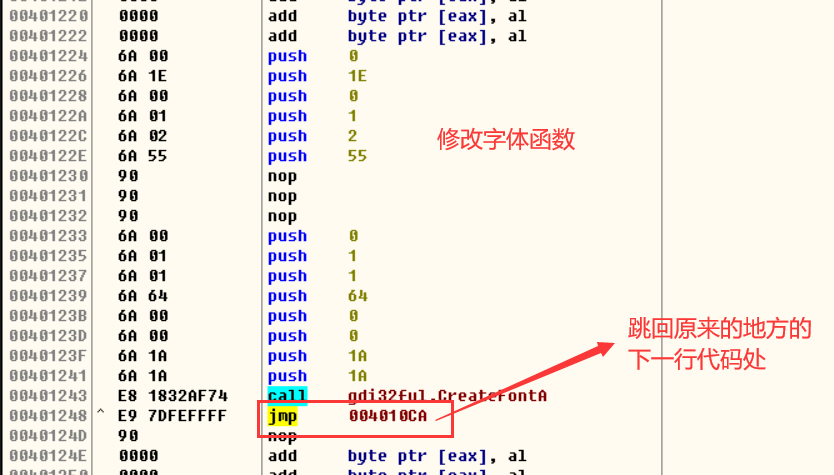 00401220 0000 add byte ptr [eax], al
00401222 0000 add byte ptr [eax], al
00401224 6A 00 push 0
00401226 6A 1E push 1E
00401228 6A 00 push 0
0040122A 6A 01 push 1
0040122C 6A 02 push 2
修改字体函数
0040122E 6A 55 push 55
00401230 90 nop
00401231 90 nop
00401232 90 nop
00401233 6A 00 push 0
00401235 6A 01 push 1
00401237 6A 01 push 1
00401239 6A 64 push 64
0040123B 6A 00 push 0
0040123D 6A 00 push 0
跳回原来的地方的
0040123F 6A 1A push 1A
下一行代码处
00401241 6A 1A push 1A
00401243 E8 1832AF74 call gdi32ful.CreateFontA
00401248 ^ E9 7DFEFFFF jmp 004010CA
0040124D 90 nop
0040124E 0000 add byte ptr [eax], al